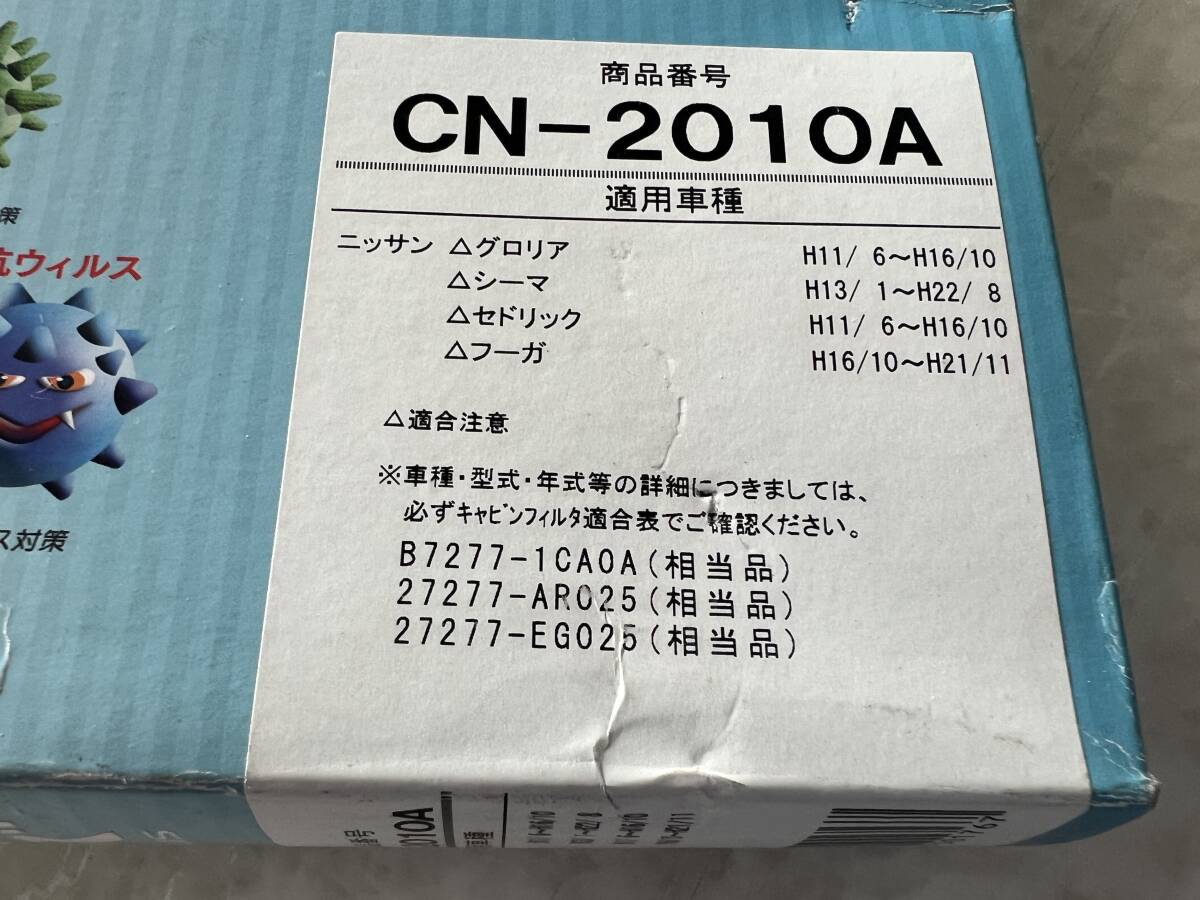 商品番号
CN-2010A
適用車種
ニッサン △グロリア H11/ 6～H16/10
△シーマ H13/ 1～H22/ 8
△セドリック H11/ 6～H16/10
△フーガ H16/10～H21/11
△適合注意
※車種・型式・年式等の詳細につきましては、
必ずｷｬﾋﾞﾝﾌｨﾙﾀ適合表でご確認ください。
B7277-1CA0A(相当品)
27277-AR025(相当品)
27277-EG025(相当品)
策
抗ウィルス
ス対策
番号
2010A